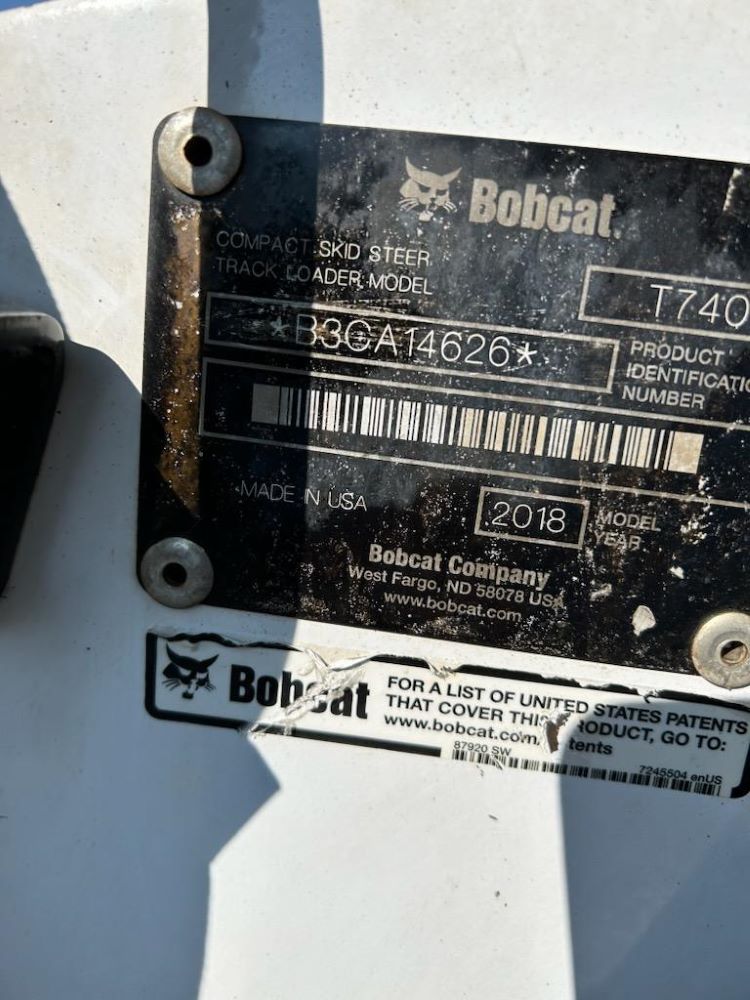 Bobcat
COMPACT SKID STEER
TRACK LOADER MODEL
T740
*B3CA14626*
PRODUCT
IDENTIFICATIO
NUMBER
MADE IN USA
2018
MODEL
YEAR
Bobcat Company
West Fargo, ND 58078 USA
www.bobcat.com
Bobcat
FOR A LIST OF UNITED STATES PATENTS
THAT COVER THIS PRODUCT, GO TO:
www.bobcat.com/ tents
87920 SW
7245504 enUS